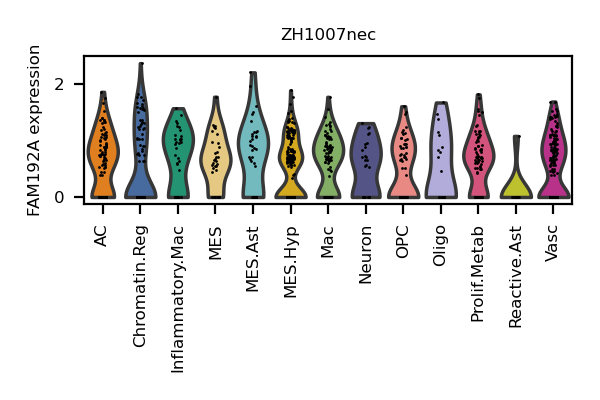 ZH1007nec
FAM192A expression
2
0
AC
Chromatin.Reg
Inflammatory.Mac
MES
MES.Ast
MES.Hyp
Mac
Neuron
OPC
Oligo
Prolif.Metab
Reactive.Ast
Vasc